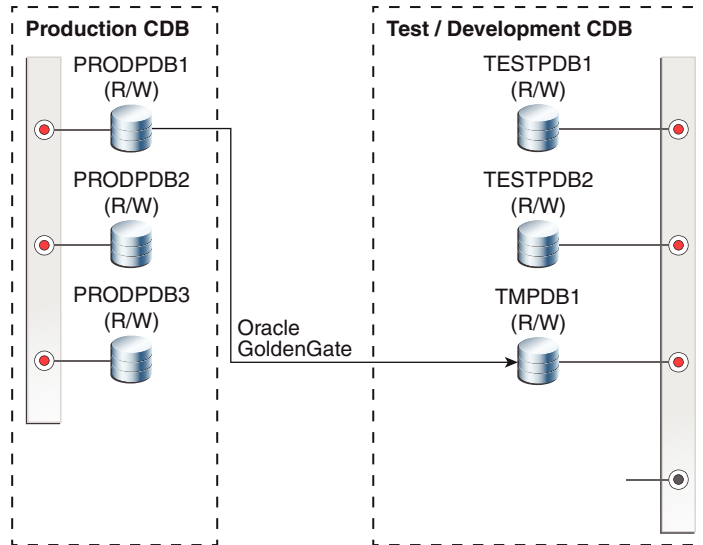 Production CDB
PRODPDB1
(R/W)
PRODPDB2
(R/W)
PRODPDB3
(R/W)
Oracle
GoldenGate
Test / Development CDB
TESTPDB1
(R/W)
TESTPDB2
(R/W)
TMPDB1
(R/W)